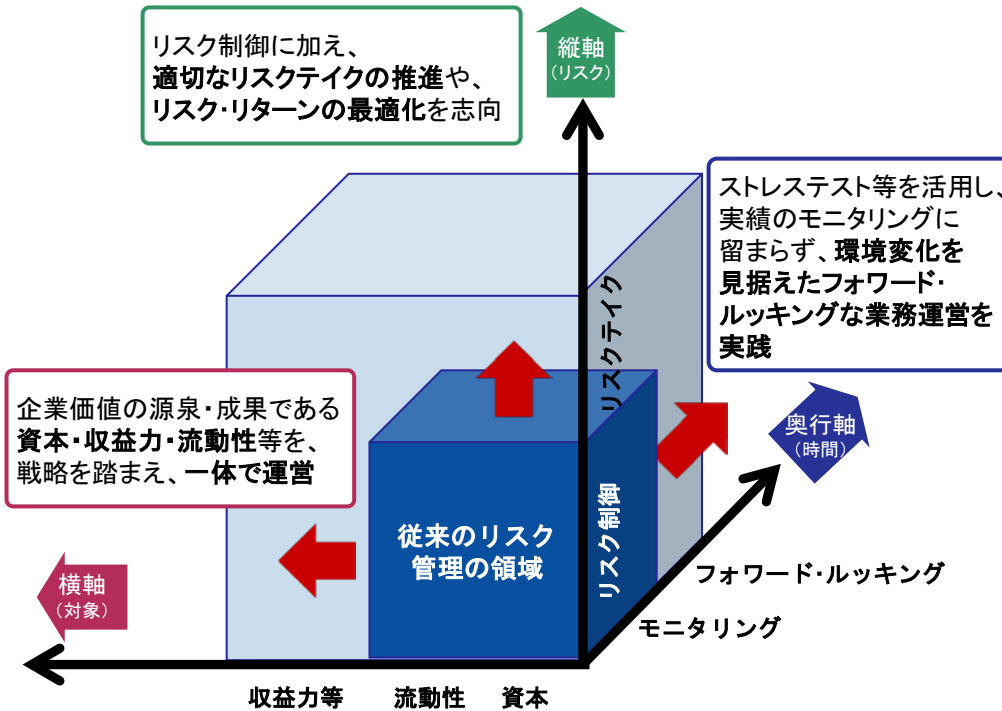 リスク制御に加え、
適切なリスクテイクの推進や、
リスク・リターンの最適化を志向
縦軸
(リスク)
ストレステスト等を活用し、
実績のモニタリングに
留まらず、環境変化を
見据えたフォワード・
ルッキングな業務運営を
実践
リスクテイク
企業価値の源泉・成果である
資本・収益力・流動性等を、
戦略を踏まえ、一体で運営
奥行軸
(時間)
従来のリスク
管理の領域
リスク制御
横軸
(対象)
フォワード・ルッキング
モニタリング
収益力等
流動性
資本